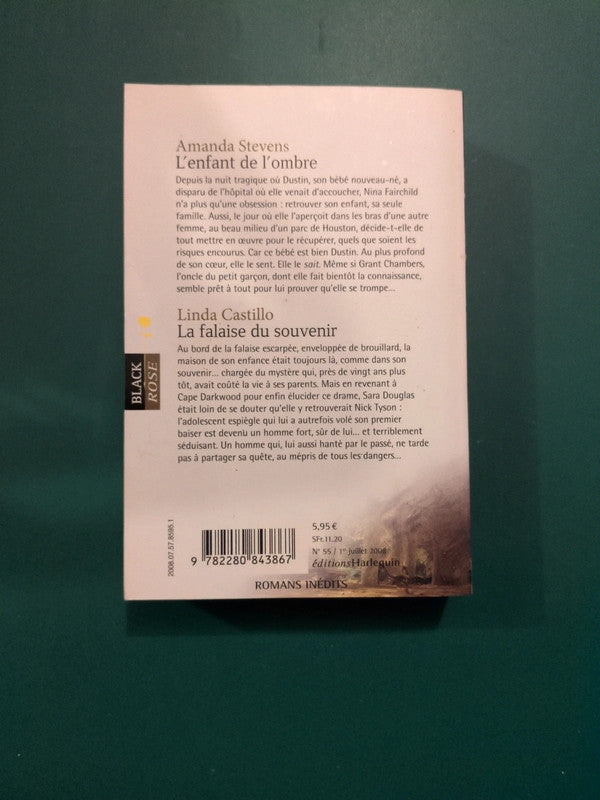 Amanda Stevens
L'enfant de l'ombre
Depuis la nuit tragique où Dustin, son bébé nouveau-né, a
disparu de l'hôpital où elle venait d'accoucher, Nina Fairchild
n'a plus qu'une obsession : retrouver son enfant, sa seule
famille. Aussi, le jour où elle l'aperçoit dans les bras d'une autre
femme, au beau milieu d'un parc de Houston, décide-t-elle de
tout mettre en œuvre pour le récupérer, quels que soient les
risques encourus. Car ce bébé est bien Dustin. Au plus profond
de son cœur, elle le sent. Elle le sait. Même si Grant Chambers,
l'oncle du petit garçon, dont elle fait bientôt la connaissance,
semble prêt à tout pour lui prouver qu'elle se trompe...
Linda Castillo
La falaise du souvenir
Au bord de la falaise escarpée, enveloppée de brouillard, la
maison de son enfance était toujours là, comme dans son
souvenir... chargée du mystère qui, près de vingt ans plus
tôt, avait coûté la vie à ses parents. Mais en revenant à
Cape Darkwood pour enfin élucider ce drame, Sara Douglas
était loin de se douter qu'elle y retrouverait Nick Tyson :
l'adolescent espiègle qui lui a autrefois volé son premier
baiser est devenu un homme fort, sûr de lui... et terriblement
séduisant. Un homme qui, lui aussi hanté par le passé, ne tarde
pas à partager sa quête, au mépris de tous les dangers...
BLACK
ROSE
2008.07.57.8595.1
9 782280 843867
5,95 €
SFr.11.20
N° 55 / 1er juillet 2008
éditionsHarlequin
ROMANS INÉDITS